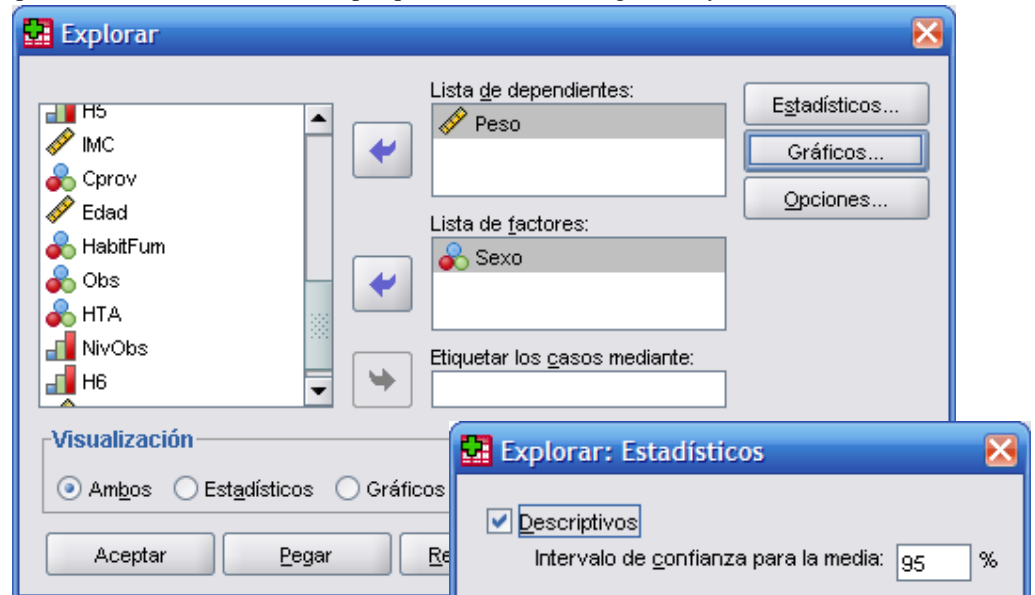 Explorar
Lista de dependientes:
Peso
Estadísticos...
Gráficos...
Opciones...
H5
IMC
Cprov
Edad
HabitFum
Obs
HTA
NivObs
H6
Lista de factores:
Sexo
Etiquetar los casos mediante:
Visualización
Ambos
Estadísticos
Gráficos
Aceptar
Pegar
Re
Explorar: Estadísticos
Descriptivos
Intervalo de confianza para la media: 95 %